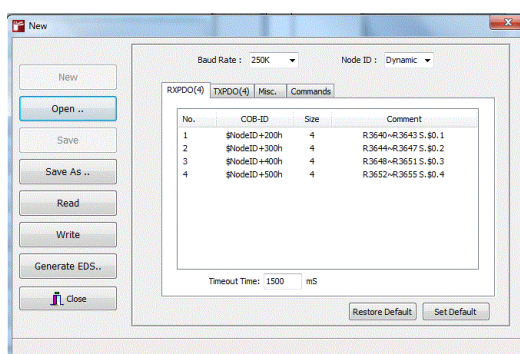 New
Baud Rate : 250K
Node ID : Dynamic
New
Open ..
Save
Save As ..
Read
Write
Generate EDS..
Close
RXPDO(4) TXPDO(4) Misc. Commands
No. COB-ID Size Comment
1 $NodeID+200h 4 R3640~R3643 S.$0.1
2 $NodeID+300h 4 R3644~R3647 S.$0.2
3 $NodeID+400h 4 R3648~R3651 S.$0.3
4 $NodeID+500h 4 R3652~R3655 S.$0.4
Timeout Time: 1500 mS
Restore Default Set Default